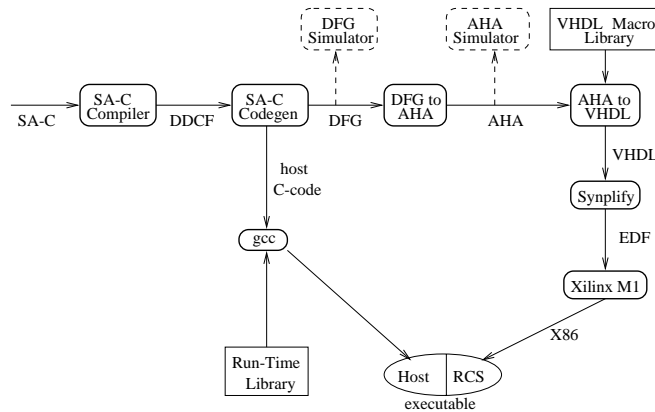 DFG
Simulator
AHA
Simulator
VHDL Macro
Library
SA-C
Compiler
SA-C
Codegen
DFG to
AHA
AHA to
VHDL
SA-C
DDCF
DFG
AHA
VHDL
host
C-code
Synplify
gcc
EDF
Xilinx M1
X86
Run-Time
Library
Host
RCS
executable